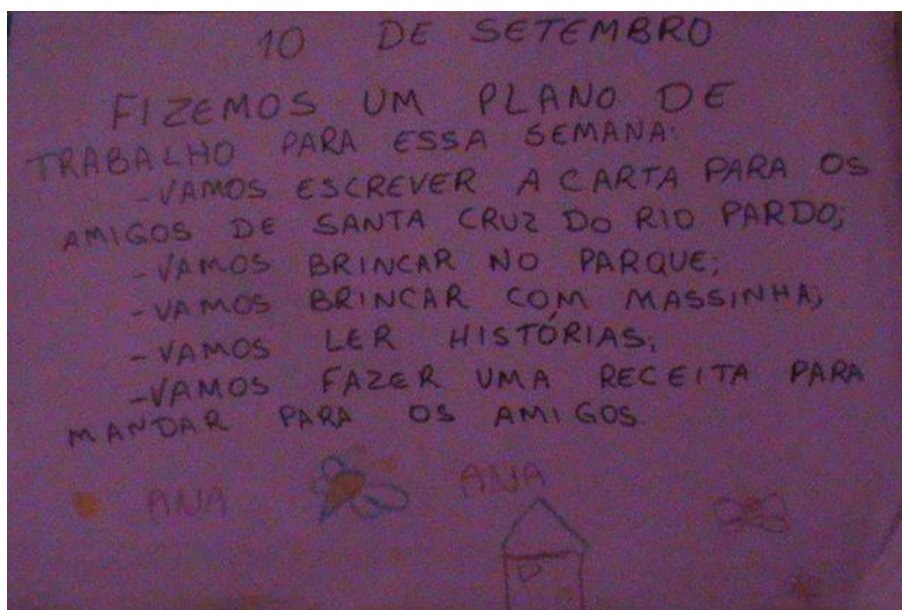 10 DE SETEMBRO
FIZEMOS UM PLANO DE
TRABALHO PARA ESSA SEMANA:
-VAMOS ESCREVER A CARTA PARA OS
AMIGOS DE SANTA CRUZ DO RIO PARDO;
-VAMOS BRINCAR NO PARQUE;
-VAMOS BRINCAR COM MASSINHA;
-VAMOS LER HISTÓRIAS;
-VAMOS FAZER UMA RECEITA PARA
MANDAR PARA OS AMIGOS.
ANA ANA